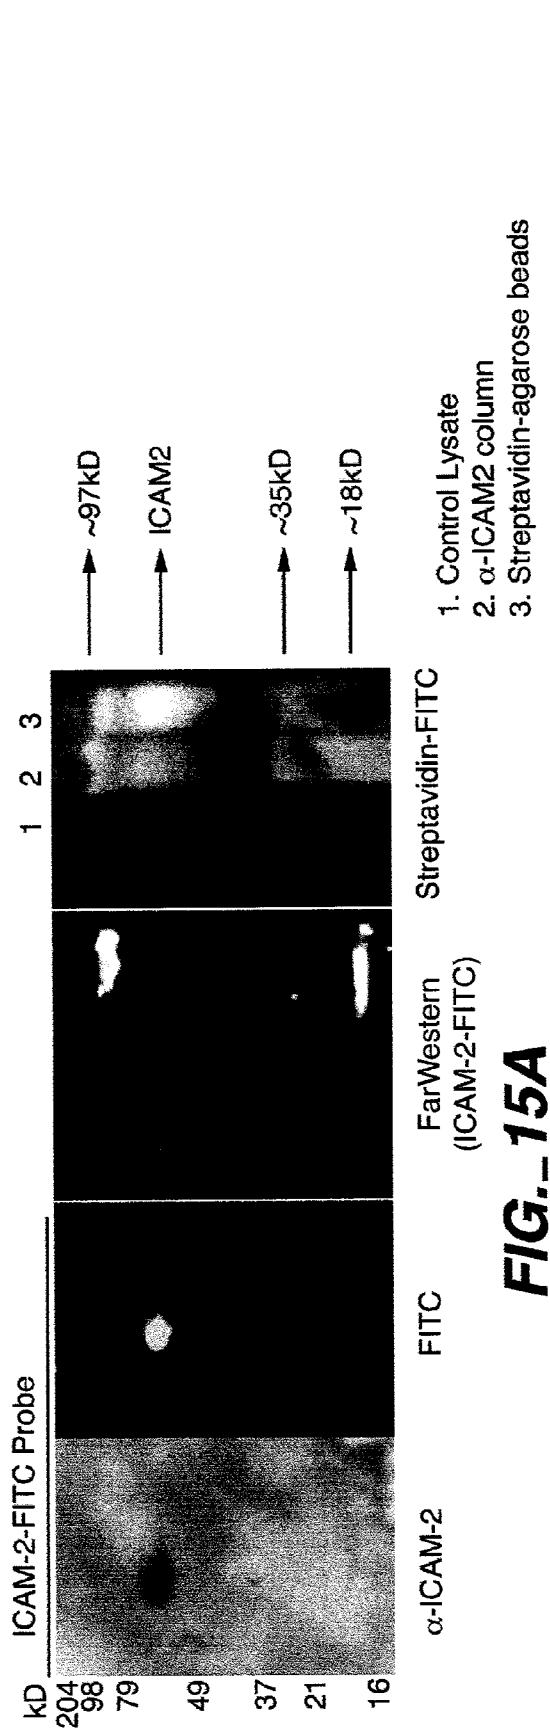 ICAM-2-FITC Probe
kD
204
98
79
49
37
21
16
1 2 3
~97kD
ICAM2
~35kD
~18kD
α-ICAM-2
FITC
FarWestern
(ICAM-2-FITC)
Streptavidin-FITC
1. Control Lysate
2. α-ICAM2 column
3. Streptavidin-agarose beads
FIG._15A